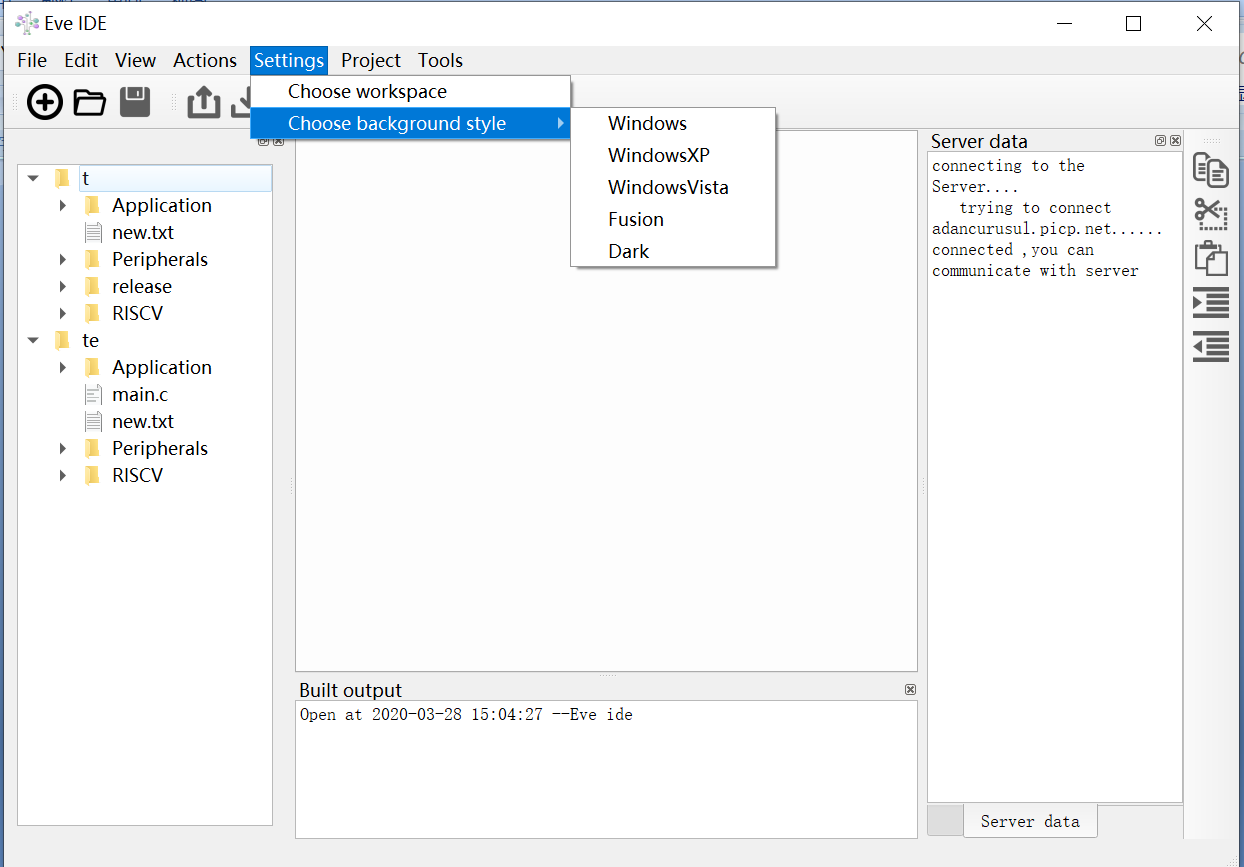 Eve IDE
File Edit View Actions Settings Project Tools
Choose workspace
Choose background style
Windows
WindowsXP
WindowsVista
Fusion
Dark
t
Application
new.txt
Peripherals
release
RISCV
te
Application
main.c
new.txt
Peripherals
RISCV
Built output
Open at 2020-03-28 15:04:27 --Eve ide
Server data
connecting to the
Server....
trying to connect
adancurusul.picp.net......
connected ,you can
communicate with server
Server data